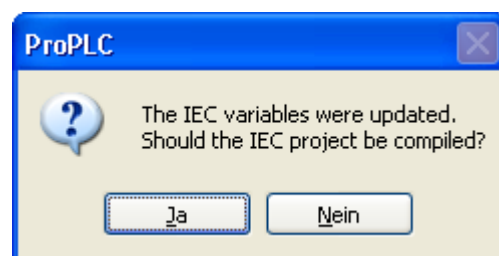 ProPLC
The IEC variables were updated.
Should the IEC project be compiled?
Ja
Nein